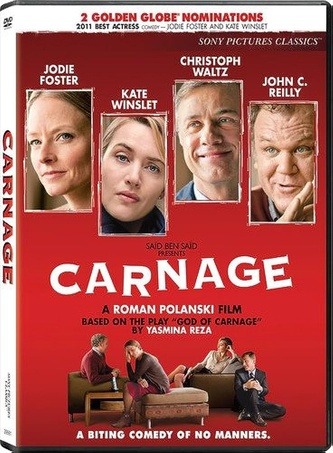 DVD
2 GOLDEN GLOBE® NOMINATIONS
2011 BEST ACTRESS COMEDY – JODIE FOSTER AND KATE WINSLET
SONY PICTURES CLASSICS™
JODIE
FOSTER
KATE
WINSLET
CHRISTOPH
WALTZ
JOHN C.
REILLY
SAÏD BEN SAÏD
PRESENTS
CARNAGE
A ROMAN POLANSKI FILM
BASED ON THE PLAY "GOD OF CARNAGE"
BY YASMINA REZA
A BITING COMEDY OF NO MANNERS.
CARNAGE